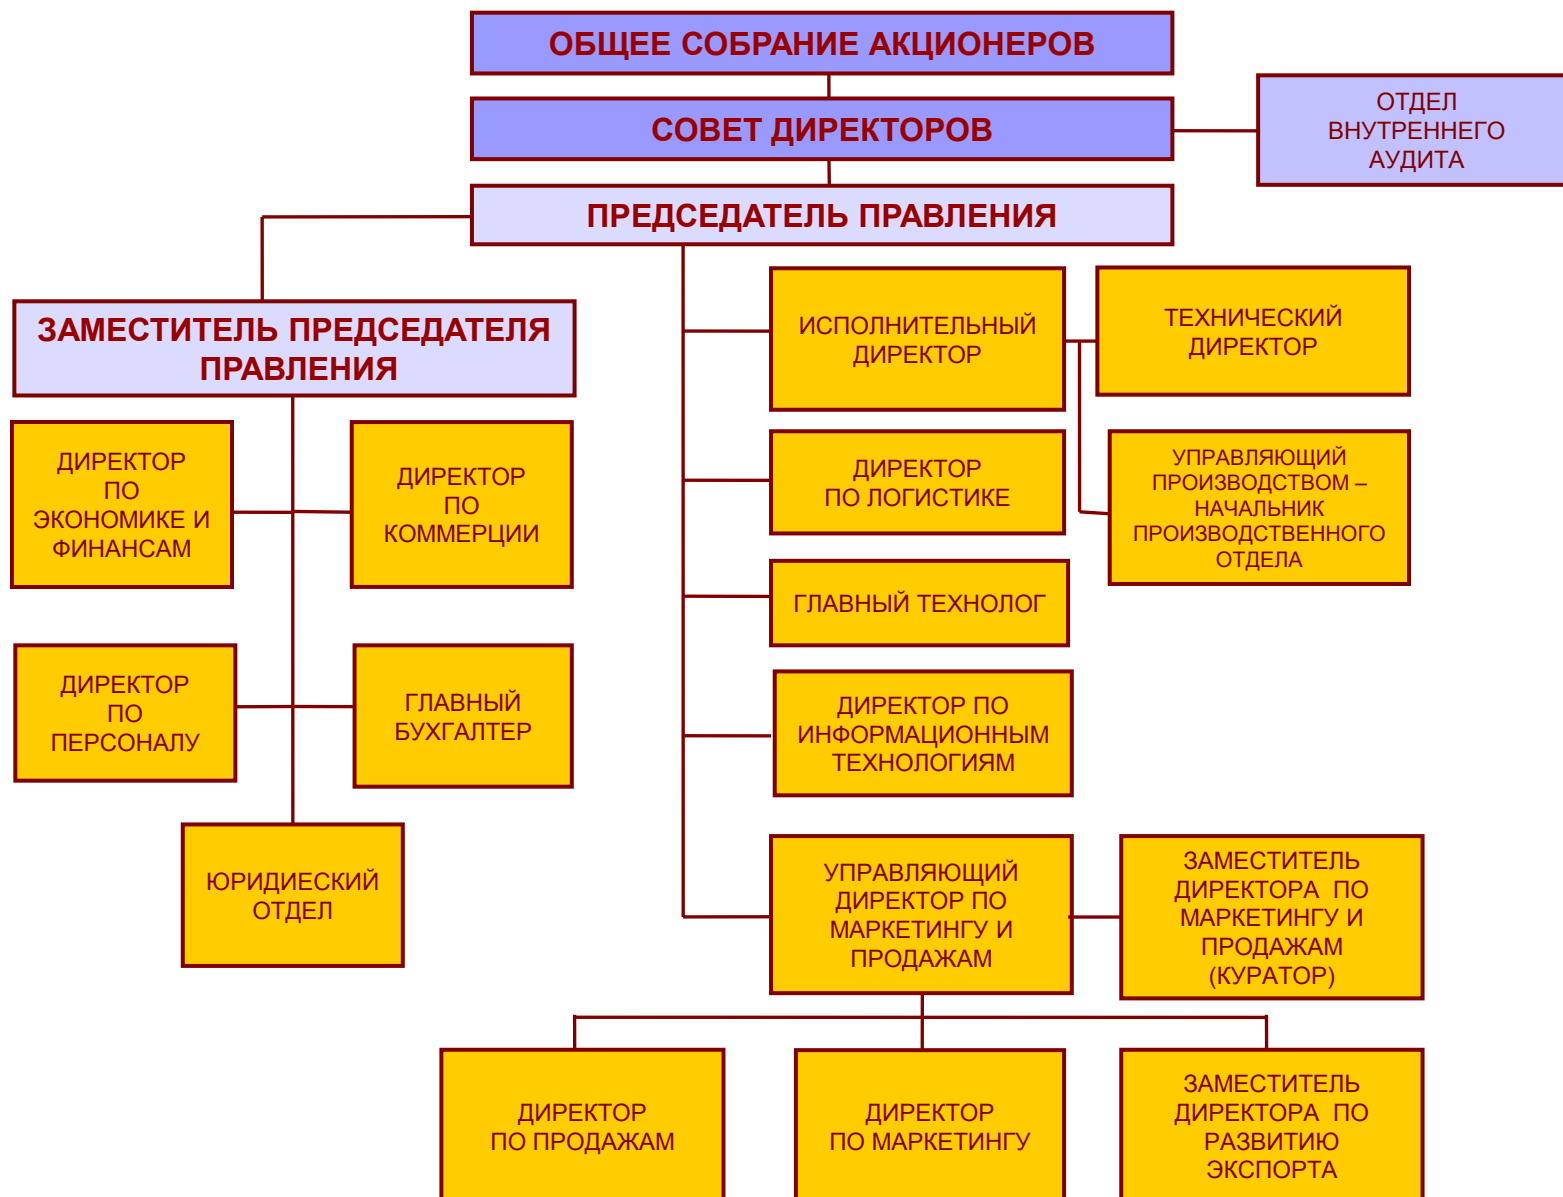 ОБЩЕЕ СОБРАНИЕ АКЦИОНЕРОВ
СОВЕТ ДИРЕКТОРОВ
ОТДЕЛ
ВНУТРЕННЕГО
АУДИТА
ПРЕДСЕДАТЕЛЬ ПРАВЛЕНИЯ
ЗАМЕСТИТЕЛЬ ПРЕДСЕДАТЕЛЯ
ПРАВЛЕНИЯ
ИСПОЛНИТЕЛЬНЫЙ
ДИРЕКТОР
ТЕХНИЧЕСКИЙ
ДИРЕКТОР
ДИРЕКТОР
ПО
ЭКОНОМИКЕ И
ФИНАНСАМ
ДИРЕКТОР
ПО
КОММЕРЦИИ
ДИРЕКТОР
ПО ЛОГИСТИКЕ
УПРАВЛЯЮЩИЙ
ПРОИЗВОДСТВОМ –
НАЧАЛЬНИК
ПРОИЗВОДСТВЕННОГО
ОТДЕЛА
ГЛАВНЫЙ ТЕХНОЛОГ
ДИРЕКТОР
ПО
ПЕРСОНАЛУ
ГЛАВНЫЙ
БУХГАЛТЕР
ДИРЕКТОР ПО
ИНФОРМАЦИОННЫМ
ТЕХНОЛОГИЯМ
ЮРИДИЕСКИЙ
ОТДЕЛ
УПРАВЛЯЮЩИЙ
ДИРЕКТОР ПО
МАРКЕТИНГУ И
ПРОДАЖАМ
ЗАМЕСТИТЕЛЬ
ДИРЕКТОРА ПО
МАРКЕТИНГУ И
ПРОДАЖАМ
(КУРАТОР)
ДИРЕКТОР
ПО ПРОДАЖАМ
ДИРЕКТОР
ПО МАРКЕТИНГУ
ЗАМЕСТИТЕЛЬ
ДИРЕКТОРА ПО
РАЗВИТИЮ
ЭКСПОРТА